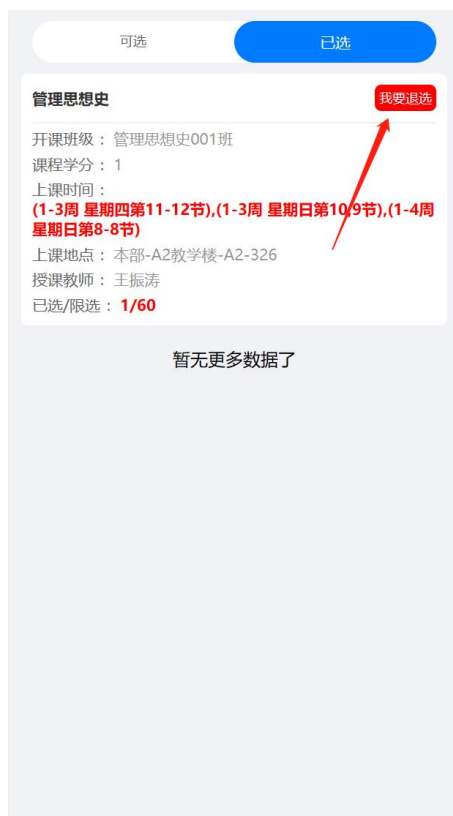 可选
已选
管理思想史
我要退选
开课班级：管理思想史001班
课程学分：1
上课时间：
(1-3周 星期四第11-12节),(1-3周 星期日第10,9节),(1-4周
星期日第8-8节)
上课地点：本部-A2教学楼-A2-326
授课教师：王振涛
已选/限选：1/60
暂无更多数据了